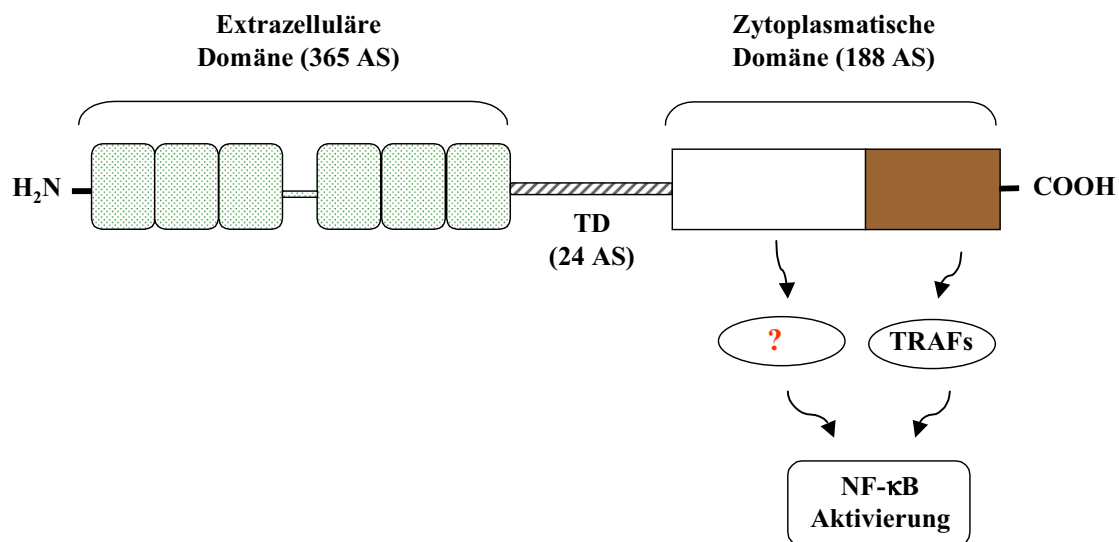 Extrazelluläre
Domäne (365 AS)
Zytoplasmatische
Domäne (188 AS)
H₂N
COOH
TD
(24 AS)
?
TRAFs
NF-κB
Aktivierung